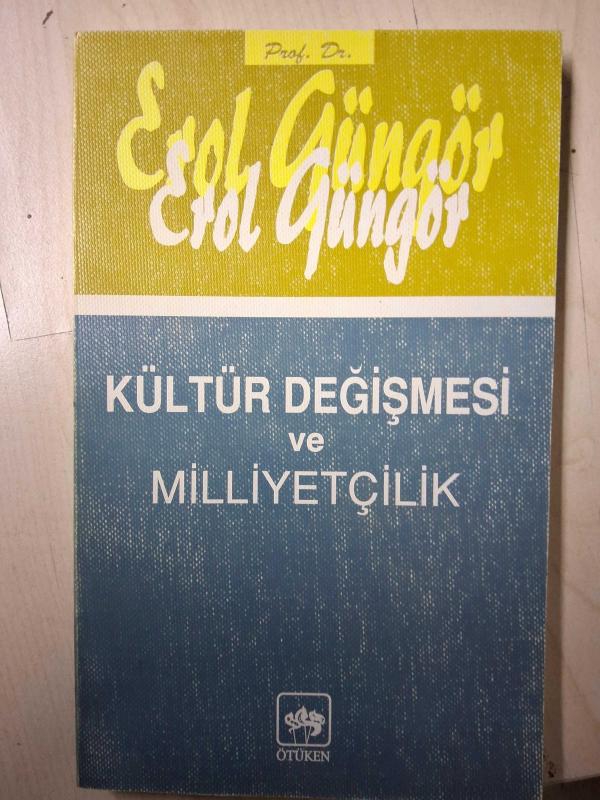 Prof. Dr.
Erol Güngör
Erol Güngör
KÜLTÜR DEĞİŞMESİ
ve
MİLLİYETÇİLİK
ÖTÜKEN